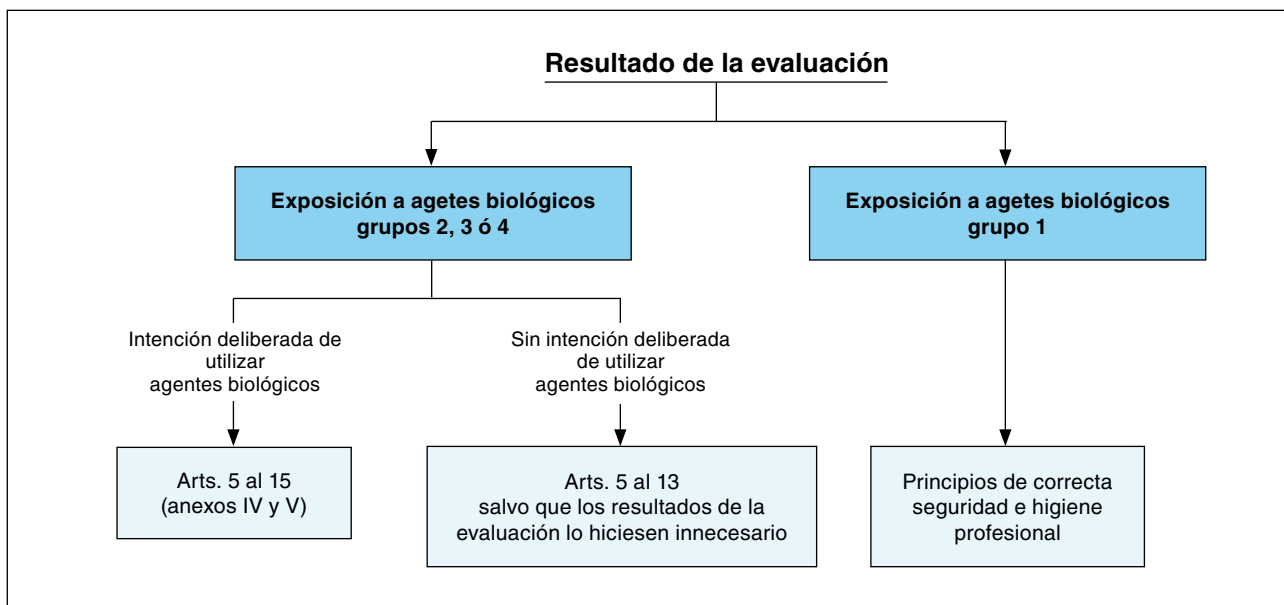 Resultado de la evaluación
Exposición a agetes biológicos
grupos 2, 3 ó 4
Exposición a agetes biológicos
grupo 1
Intención deliberada de
utilizar
agentes biológicos
Sin intención deliberada
de utilizar
agentes biológicos
Arts. 5 al 15
(anexos IV y V)
Arts. 5 al 13
salvo que los resultados de la
evaluación lo hiciesen innecesario
Principios de correcta
seguridad e higiene
profesional